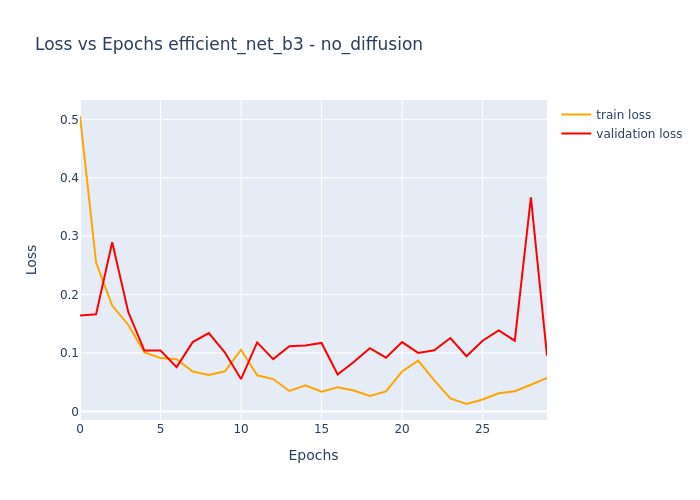 Loss vs Epochs efficient_net_b3 - no_diffusion
train loss
validation loss
0.5
0.4
0.3
0.2
0.1
0
Loss
0 5 10 15 20 25
Epochs